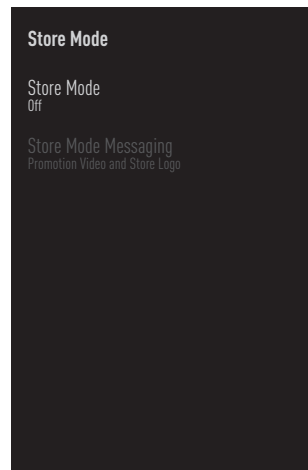 Store Mode
Store Mode
Off
Store Mode Messaging
Promotion Video and Store Logo